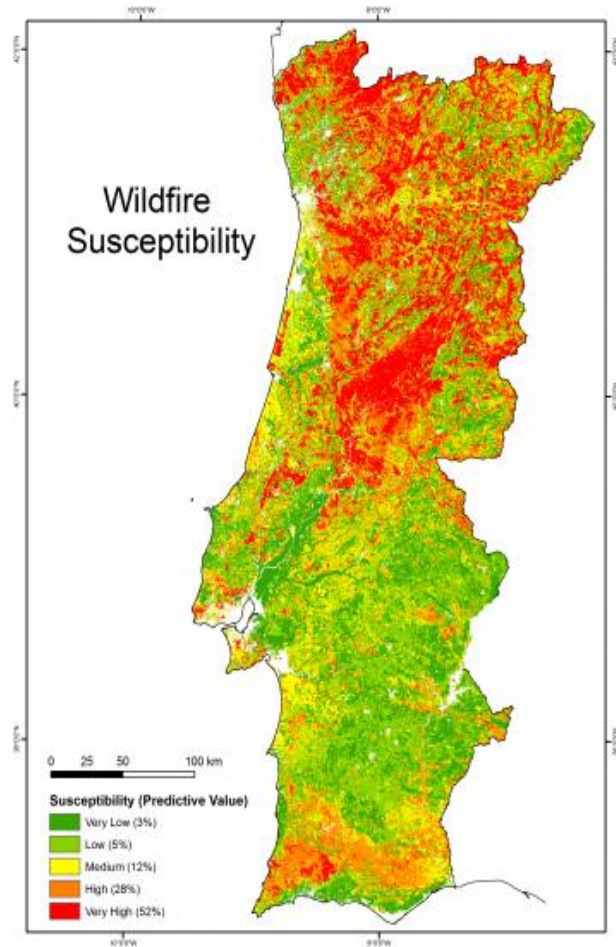 Wildfire
Susceptibility
0 25 50 100 km
Susceptibility (Predictive Value)
Very Low (3%)
Low (5%)
Medium (12%)
High (28%)
Very High (52%)